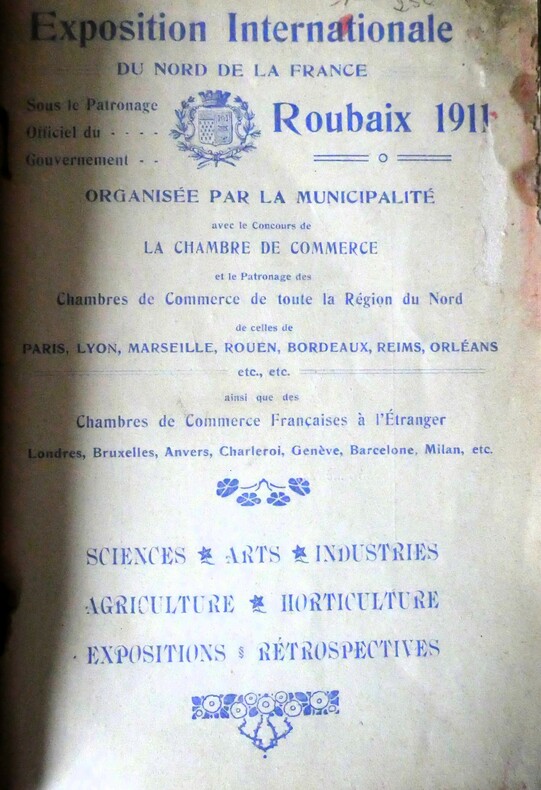 Exposition Internationale
DU NORD DE LA FRANCE
Sous le Patronage
Officiel du - - - -
Gouvernement - -
Roubaix 1911
ORGANISÉE PAR LA MUNICIPALITÉ
avec le Concours de
LA CHAMBRE DE COMMERCE
et le Patronage des
Chambres de Commerce de toute la Région du Nord
de celles de
PARIS, LYON, MARSEILLE, ROUEN, BORDEAUX, REIMS, ORLÉANS
etc., etc.
ainsi que des
Chambres de Commerce Françaises à l'Étranger
Londres, Bruxelles, Anvers, Charleroi, Genève, Barcelone, Milan, etc.
SCIENCES ARTS INDUSTRIES
AGRICULTURE HORTICULTURE
EXPOSITIONS § RÉTROSPECTIVES